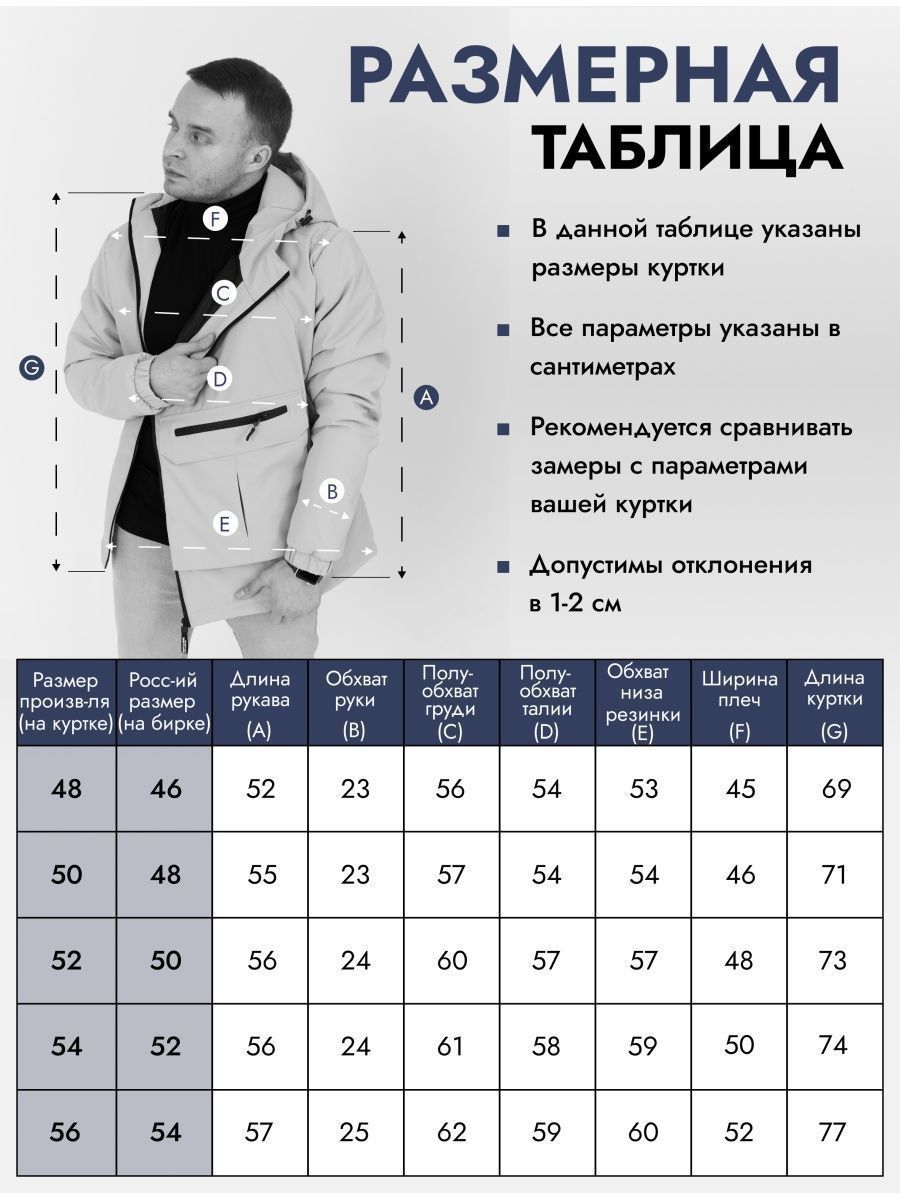 РАЗМЕРНАЯ
ТАБЛИЦА
В данной таблице указаны
размеры куртки
Все параметры указаны в
сантиметрах
Рекомендуется сравнивать
замеры с параметрами
вашей куртки
Допустимы отклонения
в 1-2 см
F
C
G
D
A
B
E
Размер произв-ля (на куртке)
Росс-ий размер (на бирке)
Длина рукава (A)
Обхват руки (B)
Полу-обхват груди (C)
Полу-обхват талии (D)
Обхват низа резинки (E)
Ширина плеч (F)
Длина куртки (G)
48 46 52 23 56 54 53 45 69
50 48 55 23 57 54 54 46 71
52 50 56 24 60 57 57 48 73
54 52 56 24 61 58 59 50 74
56 54 57 25 62 59 60 52 77